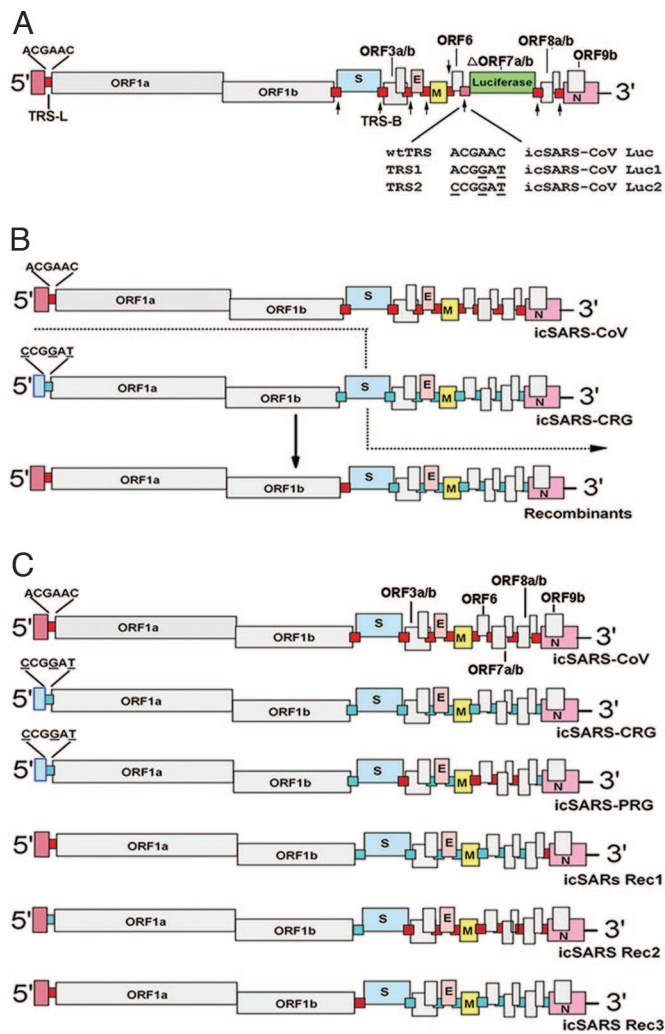 A
ACGAAC
ORF6
ORF8a/b
ORF3a/b
△ORF7a/b
ORF9b
5' ORF1a ORF1b S E M Luciferase N 3'
TRS-L
TRS-B
wtTRS ACGAAC icSARS-CoV Luc
TRS1 ACGGAT icSARS-CoV Luc1
TRS2 CCGGAT icSARS-CoV Luc2
B
ACGAAC
5' ORF1a ORF1b S E M N 3'
icSARS-CoV
CCGGAT
5' ORF1a ORF1b S E M N 3'
icSARS-CRG
5' ORF1a ORF1b S E M N 3'
Recombinants
C
ACGAAC
ORF3a/b
ORF6
ORF8a/b
ORF9b
5' ORF1a ORF1b S E M N 3'
ORF7a/b
icSARS-CoV
CCGGAT
5' ORF1a ORF1b S E M N 3'
icSARS-CRG
CCGGAT
5' ORF1a ORF1b S E M N 3'
icSARS-PRG
5' ORF1a ORF1b S E M N 3'
icSARs Rec1
5' ORF1a ORF1b S E M N 3'
icSARS Rec2
5' ORF1a ORF1b S E M N 3'
icSARS Rec3